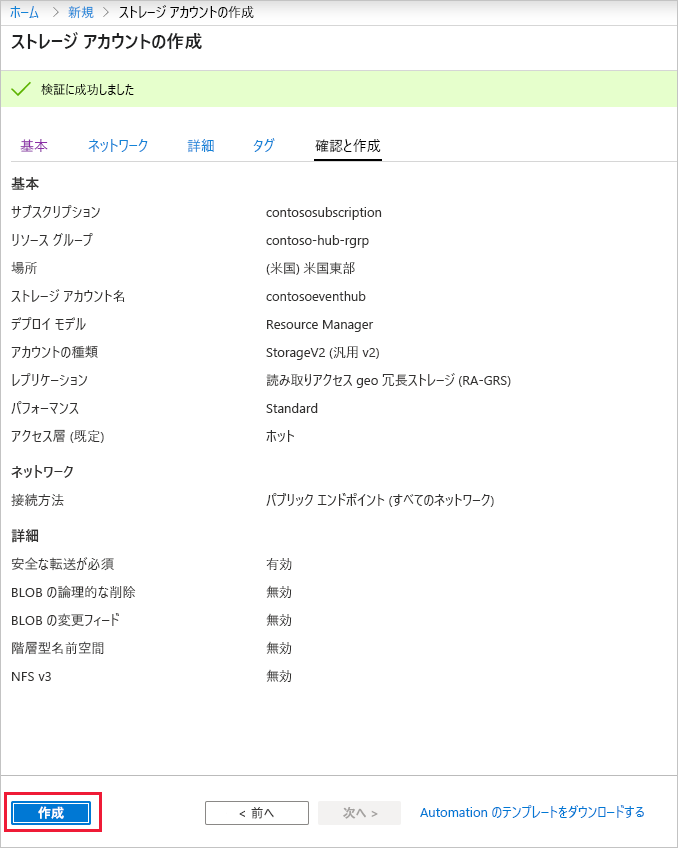 ホーム > 新規 > ストレージ アカウントの作成
ストレージ アカウントの作成
検証に成功しました
基本 ネットワーク 詳細 タグ 確認と作成
基本
サブスクリプション contososubscription
リソース グループ contoso-hub-rgrp
場所 (米国) 米国東部
ストレージ アカウント名 contosoeventhub
デプロイ モデル Resource Manager
アカウントの種類 StorageV2 (汎用 v2)
レプリケーション 読み取りアクセス geo 冗長ストレージ (RA-GRS)
パフォーマンス Standard
アクセス層 (既定) ホット
ネットワーク
接続方法 パブリック エンドポイント (すべてのネットワーク)
詳細
安全な転送が必須 有効
BLOB の論理的な削除 無効
BLOB の変更フィード 無効
階層型名前空間 無効
NFS v3 無効
作成 < 前へ 次へ > Automation のテンプレートをダウンロードする